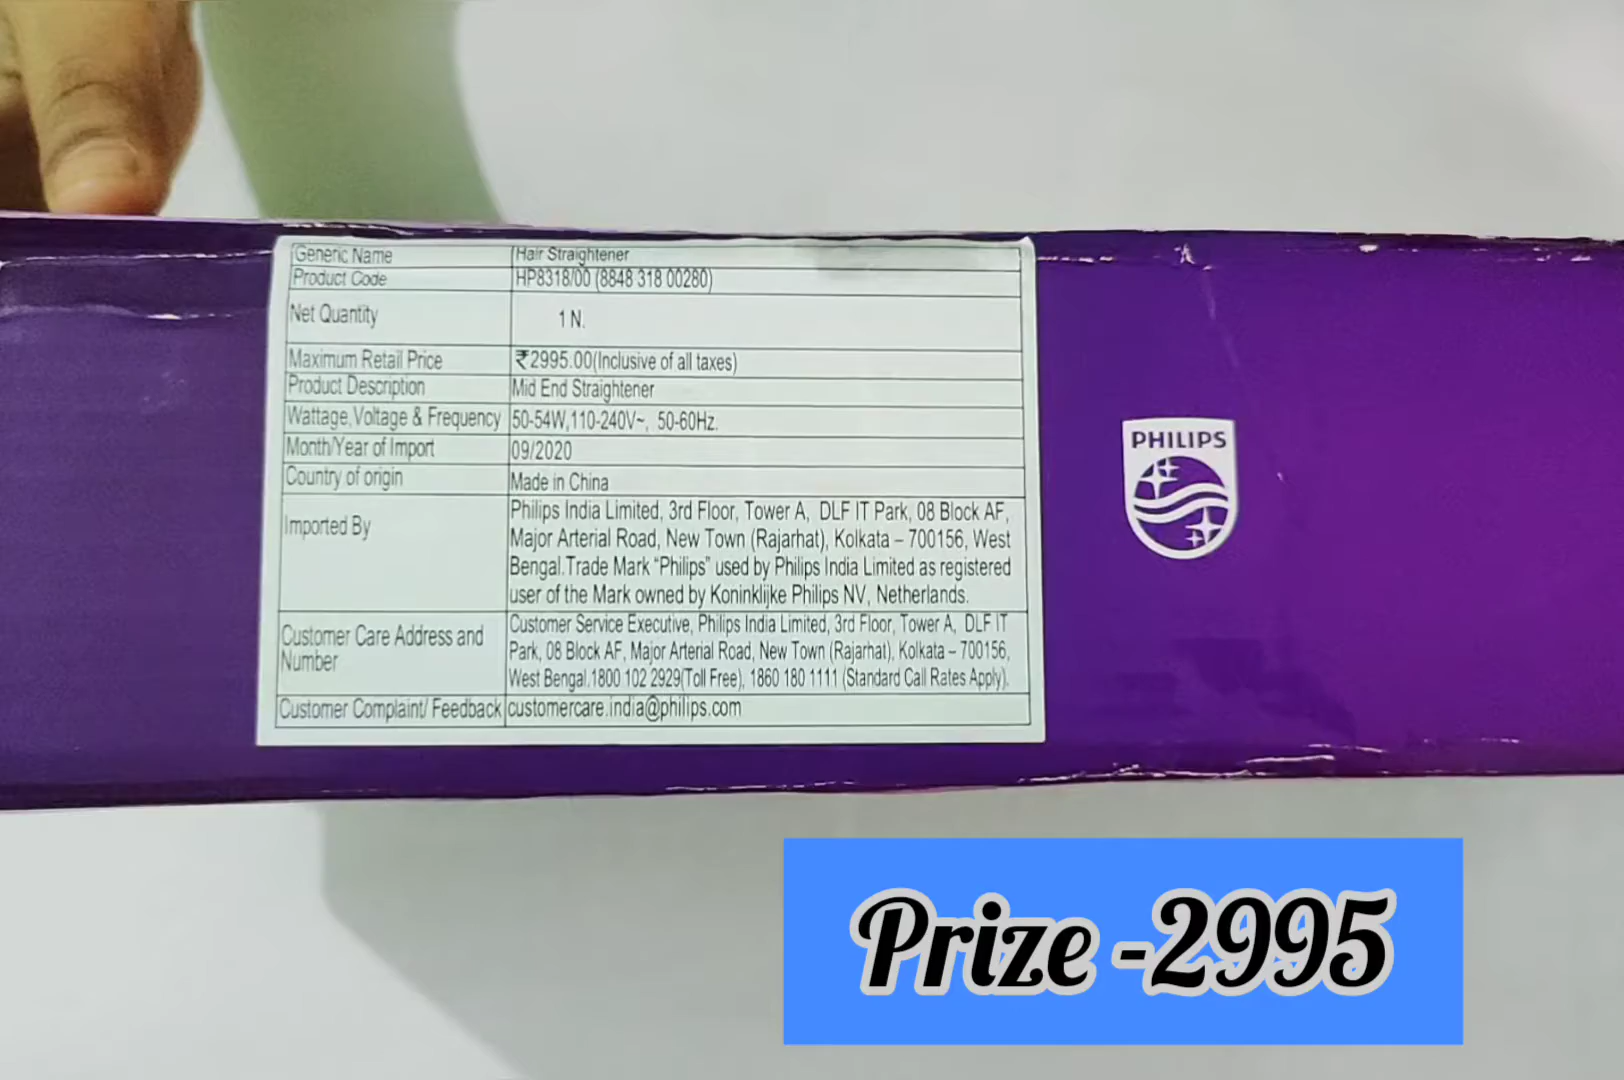 Generic Name Hair Straightener
Product Code HP8318/00 (8848 318 00280)
Net Quantity 1 N.
Maximum Retail Price ₹2995.00(Inclusive of all taxes)
Product Description Mid End Straightener
Wattage,Voltage & Frequency 50-54W,110-240V~, 50-60Hz.
Month/Year of Import 09/2020
Country of origin Made in China
Imported By Philips India Limited, 3rd Floor, Tower A, DLF IT Park, 08 Block AF,
Major Arterial Road, New Town (Rajarhat), Kolkata – 700156, West
Bengal.Trade Mark “Philips” used by Philips India Limited as registered
user of the Mark owned by Koninklijke Philips NV, Netherlands.
Customer Care Address and
Number
Customer Service Executive, Philips India Limited, 3rd Floor, Tower A, DLF IT
Park, 08 Block AF, Major Arterial Road, New Town (Rajarhat), Kolkata – 700156,
West Bengal.1800 102 2929(Toll Free), 1860 180 1111 (Standard Call Rates Apply).
Customer Complaint/ Feedback customercare.india@philips.com
PHILIPS
Prize -2995